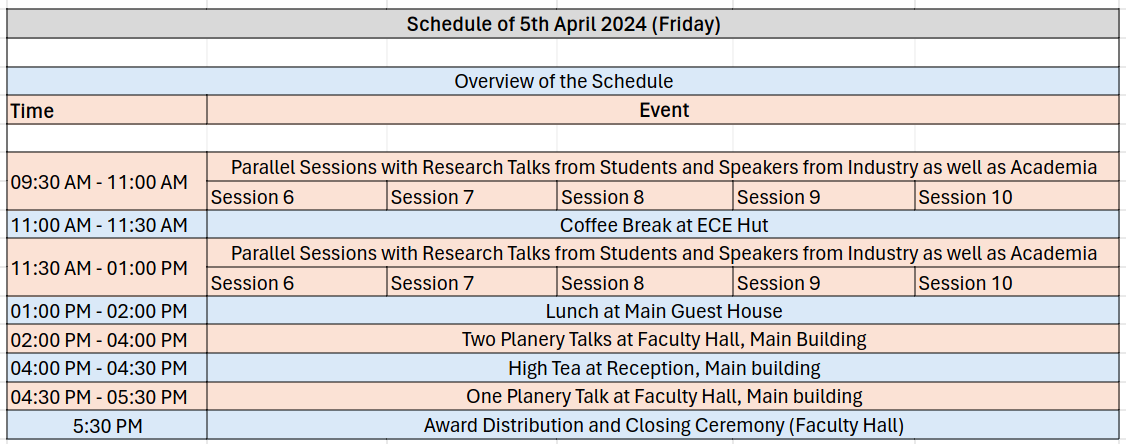 Schedule of 5th April 2024 (Friday)
Overview of the Schedule
Time Event
Parallel Sessions with Research Talks from Students and Speakers from Industry as well as Academia
09:30 AM - 11:00 AM
Session 6 Session 7 Session 8 Session 9 Session 10
11:00 AM - 11:30 AM Coffee Break at ECE Hut
Parallel Sessions with Research Talks from Students and Speakers from Industry as well as Academia
11:30 AM - 01:00 PM
Session 6 Session 7 Session 8 Session 9 Session 10
01:00 PM - 02:00 PM Lunch at Main Guest House
02:00 PM - 04:00 PM Two Planery Talks at Faculty Hall, Main Building
04:00 PM - 04:30 PM High Tea at Reception, Main building
04:30 PM - 05:30 PM One Planery Talk at Faculty Hall, Main building
5:30 PM Award Distribution and Closing Ceremony (Faculty Hall)